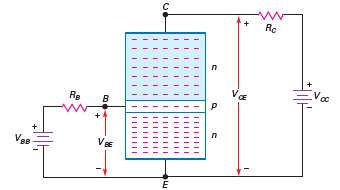 C
+
R_C
n
R_B
B
V_CE
+
V_CC
p
+
+
V_BB
V_BE
n
−
−
−
−
E